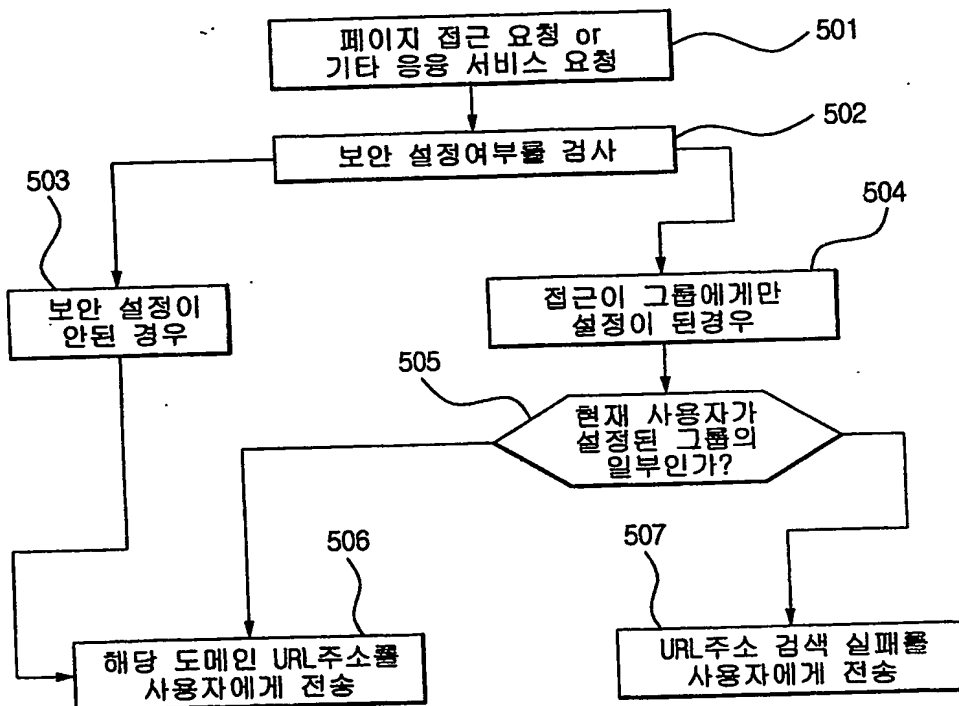 페이지 접근 요청 or
기타 응용 서비스 요청
501
보안 설정여부를 검사
502
503
보안 설정이
안된 경우
504
접근이 그룹에게만
설정이 된경우
505
현재 사용자가
설정된 그룹의
일부인가?
506
해당 도메인 URL주소를
사용자에게 전송
507
URL주소 검색 실패를
사용자에게 전송